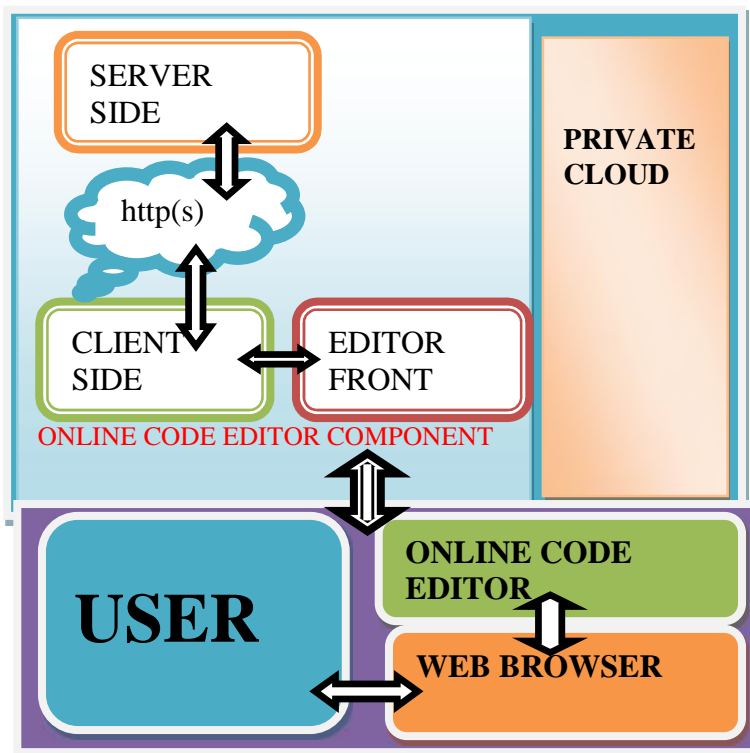 SERVER
SIDE
http(s)
CLIENT
SIDE
EDITOR
FRONT
ONLINE CODE EDITOR COMPONENT
PRIVATE
CLOUD
USER
ONLINE CODE
EDITOR
WEB BROWSER